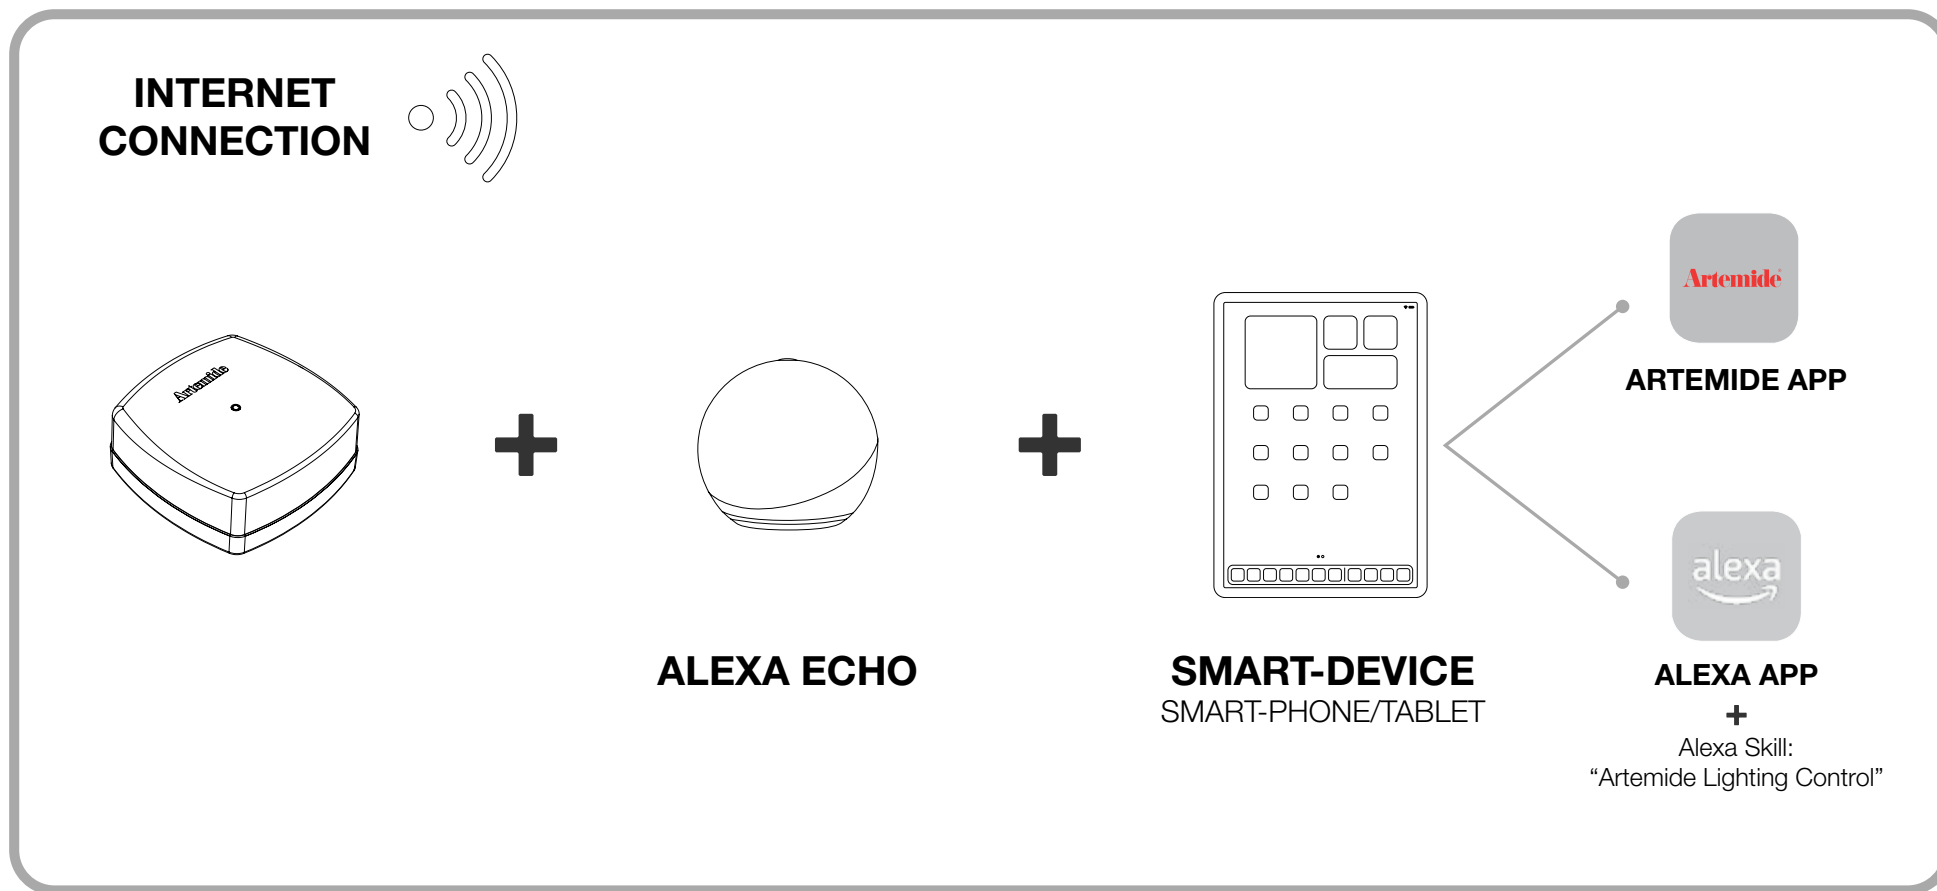 INTERNET
CONNECTION
Artemide
Artemide
ARTEMIDE APP
alexa
ALEXA ECHO
SMART-DEVICE
SMART-PHONE/TABLET
ALEXA APP
+
Alexa Skill:
“Artemide Lighting Control”